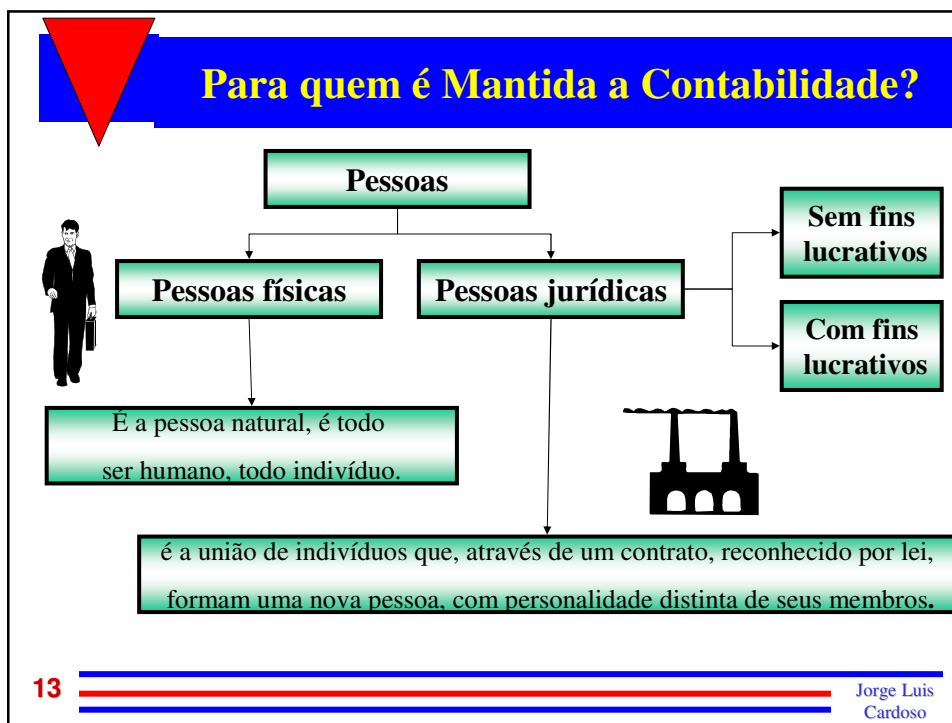 Para quem é Mantida a Contabilidade?
Pessoas
Sem fins
lucrativos
Pessoas físicas
Pessoas jurídicas
Com fins
lucrativos
É a pessoa natural, é todo
ser humano, todo indivíduo.
é a união de indivíduos que, através de um contrato, reconhecido por lei,
formam uma nova pessoa, com personalidade distinta de seus membros.
13
Jorge Luis
Cardoso